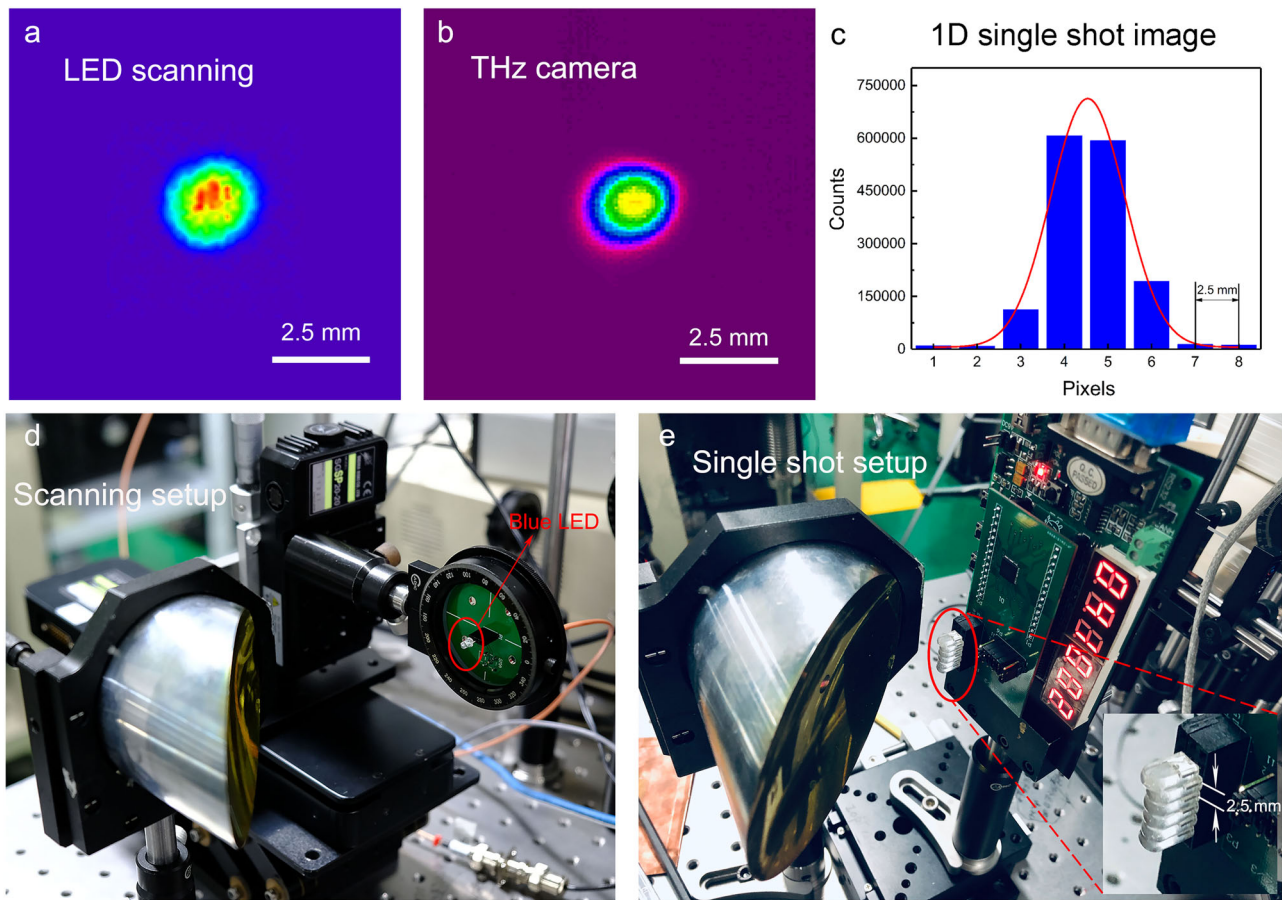 a
LED scanning
2.5 mm
b
THz camera
2.5 mm
c
1D single shot image
750000
600000
450000
300000
150000
0
Counts
2.5 mm
1 2 3 4 5 6 7 8
Pixels
d
Scanning setup
Blue LED
e
Single shot setup
Q.C.
PASSED
2.5 mm